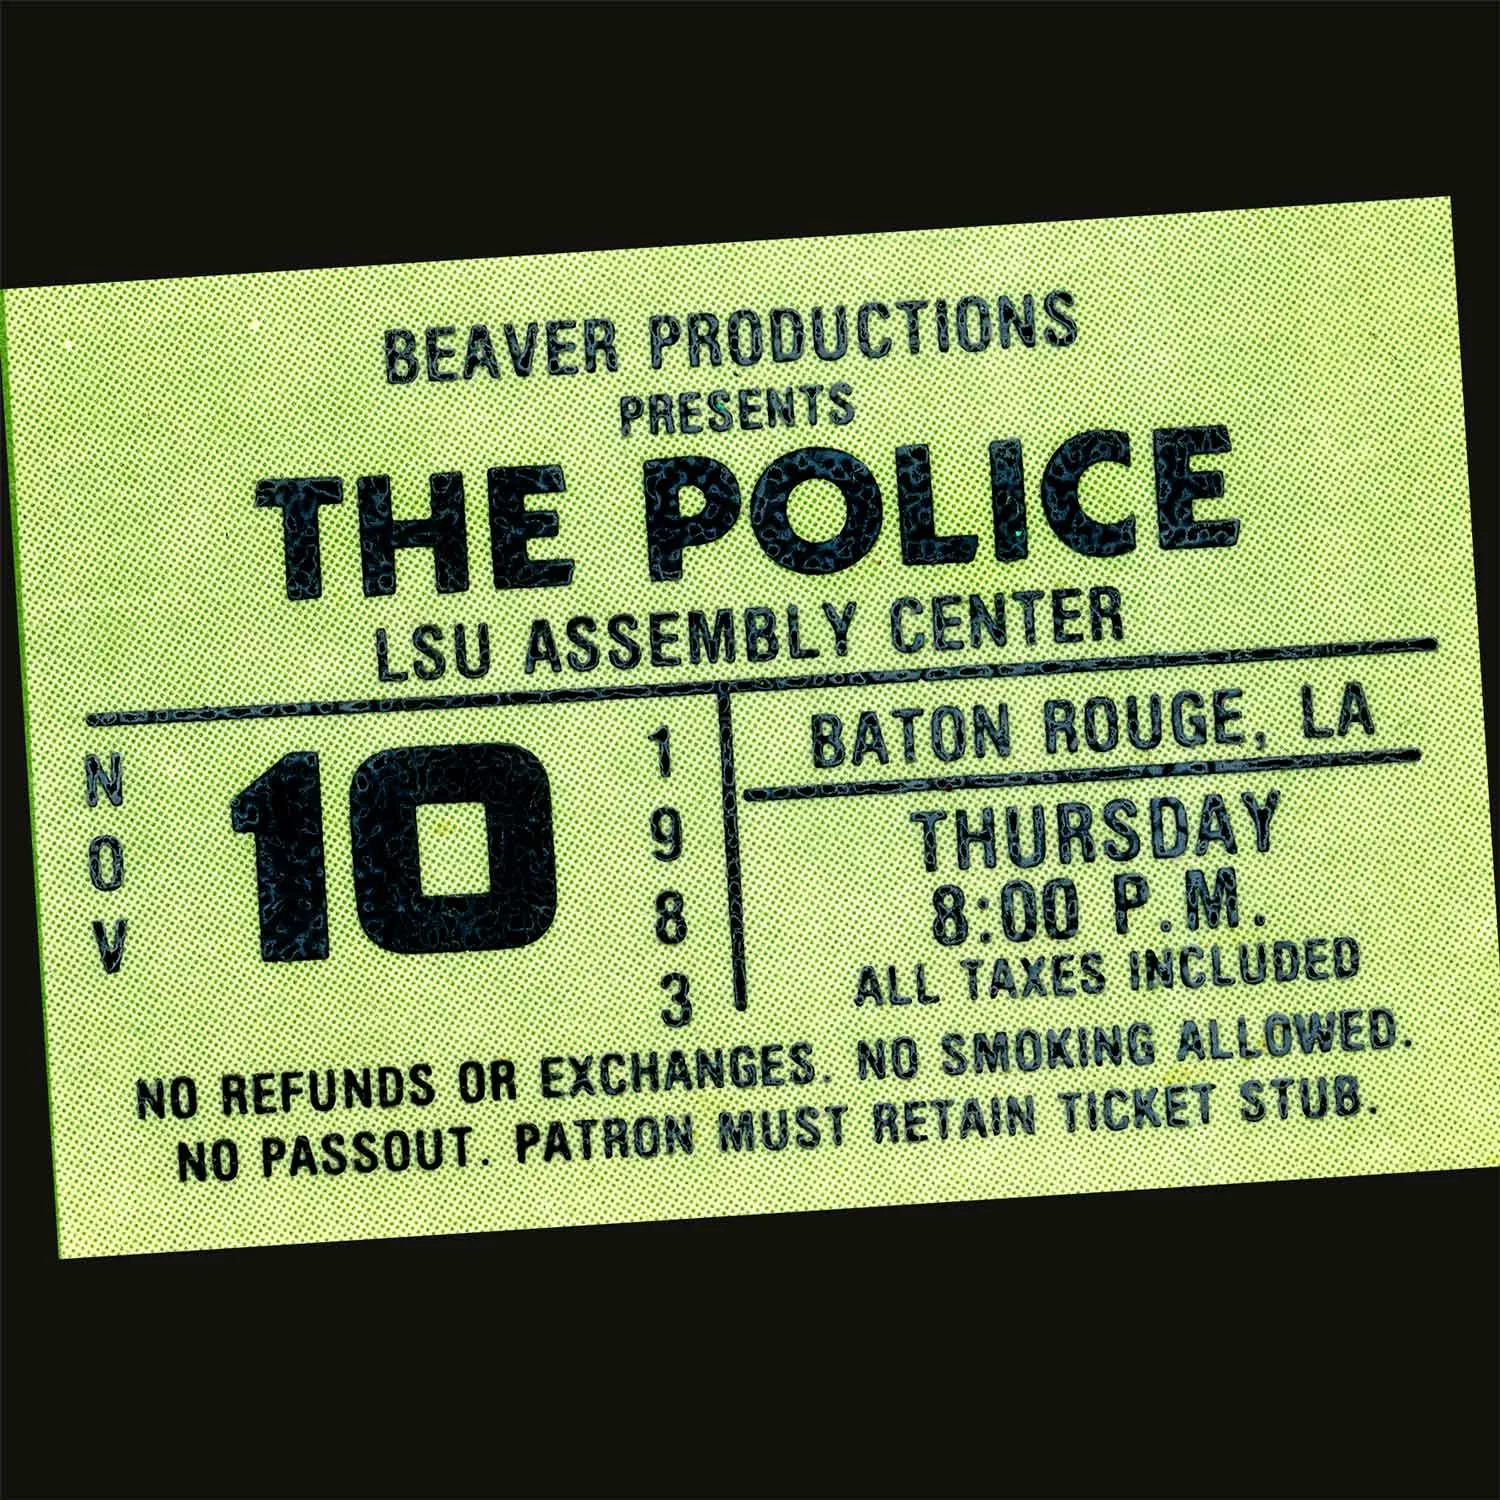 BEAVER PRODUCTIONS
PRESENTS
THE POLICE
LSU ASSEMBLY CENTER
NOV
10
1983
BATON ROUGE, LA
THURSDAY
8:00 P.M.
ALL TAXES INCLUDED
NO REFUNDS OR EXCHANGES. NO SMOKING ALLOWED.
NO PASSOUT. PATRON MUST RETAIN TICKET STUB.